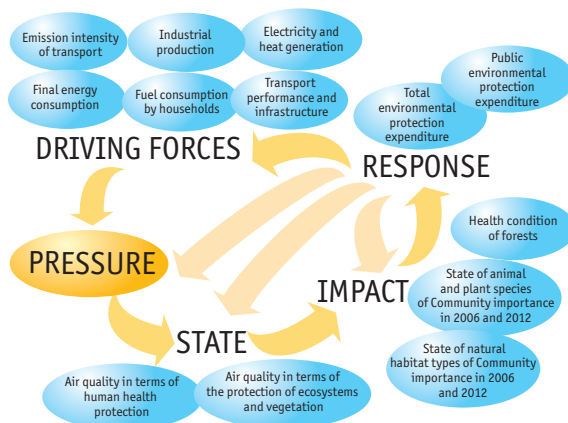 Emission intensity
of transport
Industrial
production
Electricity and
heat generation
Final energy
consumption
Fuel consumption
by households
Transport
performance and
infrastructure
Public
environmental
protection
expenditure
Total
environmental
protection
expenditure
DRIVING FORCES
RESPONSE
PRESSURE
STATE
IMPACT
Health condition
of forests
State of animal
and plant species
of Community importance
in 2006 and 2012
State of natural
habitat types of Community
importance in 2006
and 2012
Air quality in terms of
human health
protection
Air quality in terms of
the protection of ecosystems
and vegetation